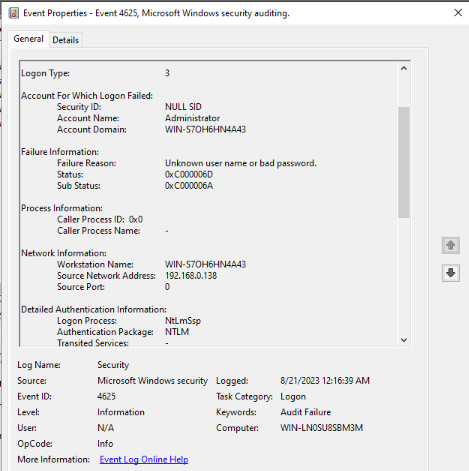 Event Properties - Event 4625, Microsoft Windows security auditing.
General Details
Logon Type: 3
Account For Which Logon Failed:
Security ID: NULL SID
Account Name: Administrator
Account Domain: WIN-S7OH6HN4A43
Failure Information:
Failure Reason: Unknown user name or bad password.
Status: 0xC000006D
Sub Status: 0xC000006A
Process Information:
Caller Process ID: 0x0
Caller Process Name: -
Network Information:
Workstation Name: WIN-S7OH6HN4A43
Source Network Address: 192.168.0.138
Source Port: 0
Detailed Authentication Information:
Logon Process: NtLmSsp
Authentication Package: NTLM
Transited Services: -
Log Name: Security
Source: Microsoft Windows security Logged: 8/21/2023 12:16:39 AM
Event ID: 4625 Task Category: Logon
Level: Information Keywords: Audit Failure
User: N/A Computer: WIN-LN0SU8SBM3M
OpCode: Info
More Information: Event Log Online Help